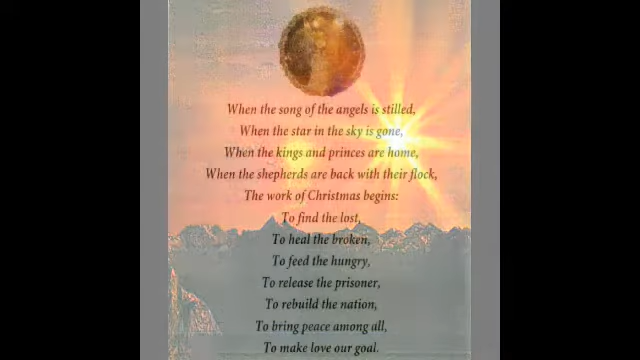 When the song of the angels is stilled,
When the star in the sky is gone,
When the kings and princes are home,
When the shepherds are back with their flock,
The work of Christmas begins:
To find the lost,
To heal the broken,
To feed the hungry,
To release the prisoner,
To rebuild the nation,
To bring peace among all,
To make love our goal.